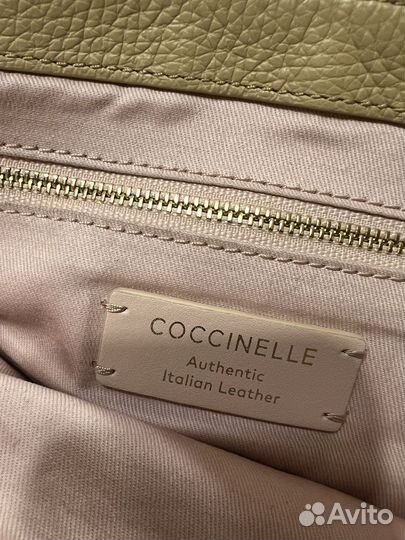 COCCINELLE
Authentic
Italian Leather
Avito